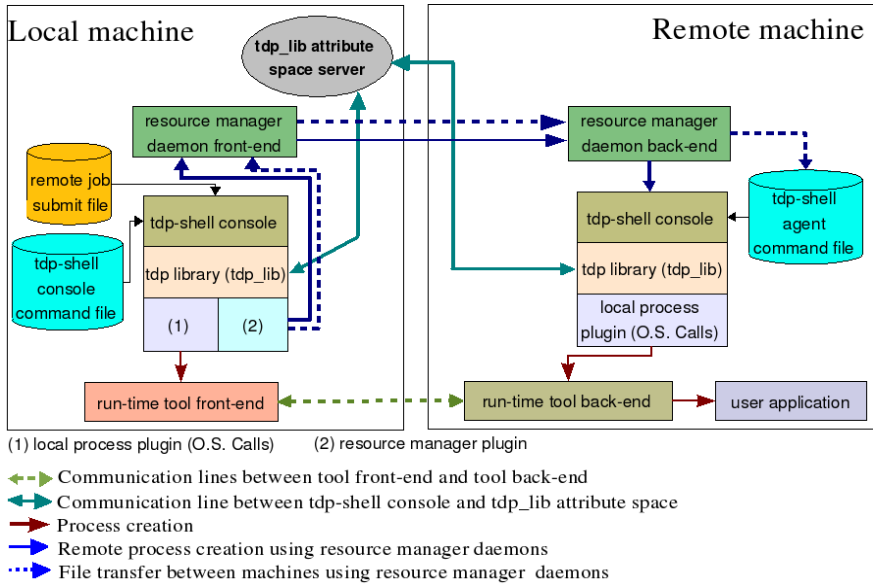 Local machine
Remote machine
tdp_lib attribute
space server
resource manager
daemon front-end
resource manager
daemon back-end
remote job
submit file
tdp-shell console
tdp-shell
console
command file
tdp library (tdp_lib)
(1)
(2)
run-time tool front-end
tdp-shell console
tdp-shell
agent
command file
tdp library (tdp_lib)
local process
plugin (O.S. Calls)
run-time tool back-end
user application
(1) local process plugin (O.S. Calls)
(2) resource manager plugin
Communication lines between tool front-end and tool back-end
Communication line between tdp-shell console and tdp_lib attribute space
Process creation
Remote process creation using resource manager daemons
File transfer between machines using resource manager daemons